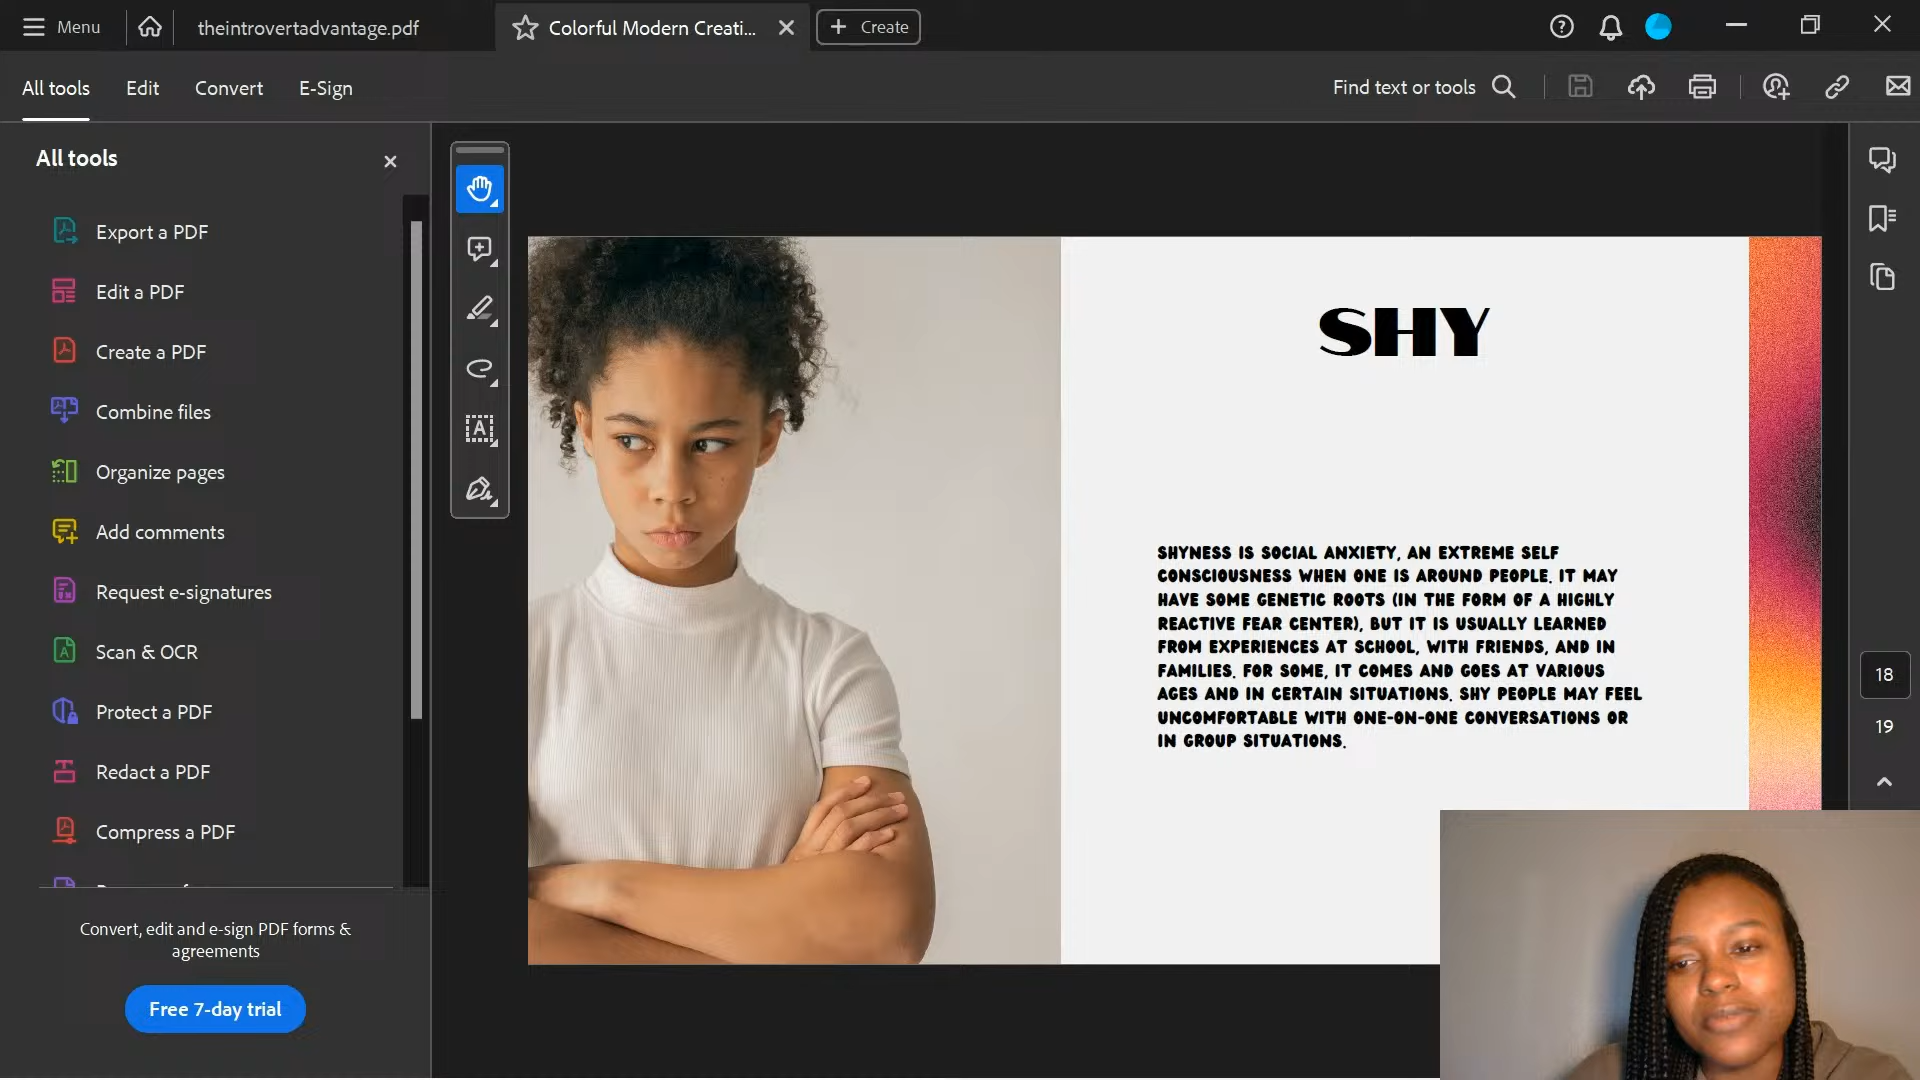 Menu
theintrovertadvantage.pdf
Colorful Modern Creati...
Create
All tools
Edit
Convert
E-Sign
Find text or tools
All tools
Export a PDF
Edit a PDF
Create a PDF
Combine files
Organize pages
Add comments
Request e-signatures
Scan & OCR
Protect a PDF
Redact a PDF
Compress a PDF
Convert, edit and e-sign PDF forms &
agreements
Free 7-day trial
SHY
SHYNESS IS SOCIAL ANXIETY, AN EXTREME SELF
CONSCIOUSNESS WHEN ONE IS AROUND PEOPLE. IT MAY
HAVE SOME GENETIC ROOTS (IN THE FORM OF A HIGHLY
REACTIVE FEAR CENTER), BUT IT IS USUALLY LEARNED
FROM EXPERIENCES AT SCHOOL, WITH FRIENDS, AND IN
FAMILIES. FOR SOME, IT COMES AND GOES AT VARIOUS
AGES AND IN CERTAIN SITUATIONS. SHY PEOPLE MAY FEEL
UNCOMFORTABLE WITH ONE-ON-ONE CONVERSATIONS OR
IN GROUP SITUATIONS.
18
19